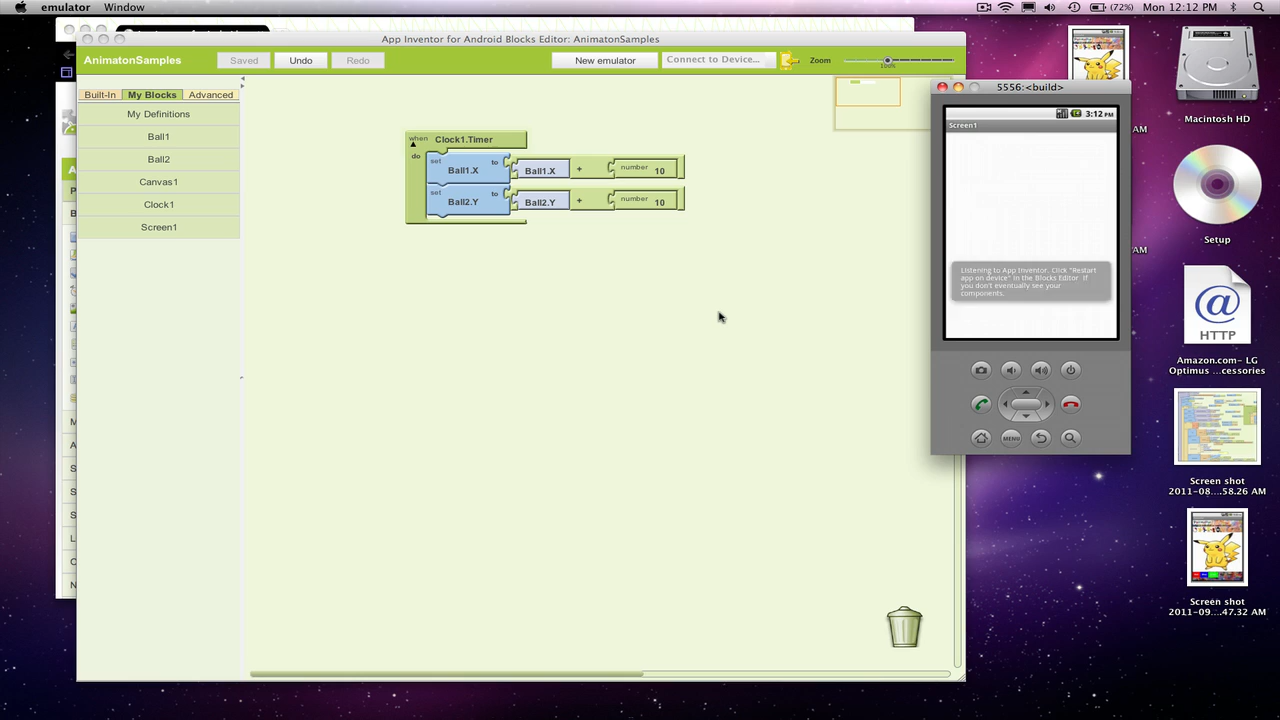 emulator Window
(72%) Mon 12:12 PM
App Inventor for Android Blocks Editor: AnimatonSamples
AnimatonSamples
Saved
Undo
Redo
New emulator
Connect to Device...
Zoom
100%
Built-In
My Blocks
Advanced
My Definitions
Ball1
Ball2
Canvas1
Clock1
Screen1
when Clock1.Timer
do
set Ball1.X to Ball1.X + number 10
set Ball2.Y to Ball2.Y + number 10
5556:<build>
3:12 PM
Screen1
Listening to App Inventor. Click "Restart
app on device" in the Blocks Editor If
you don't eventually see your
components.
MENU
Macintosh HD
AM
Setup
AM
HTTP
Amazon.com- LG
Optimus ...cessories
Screen shot
2011-08....58.26 AM
Screen shot
2011-09....47.32 AM